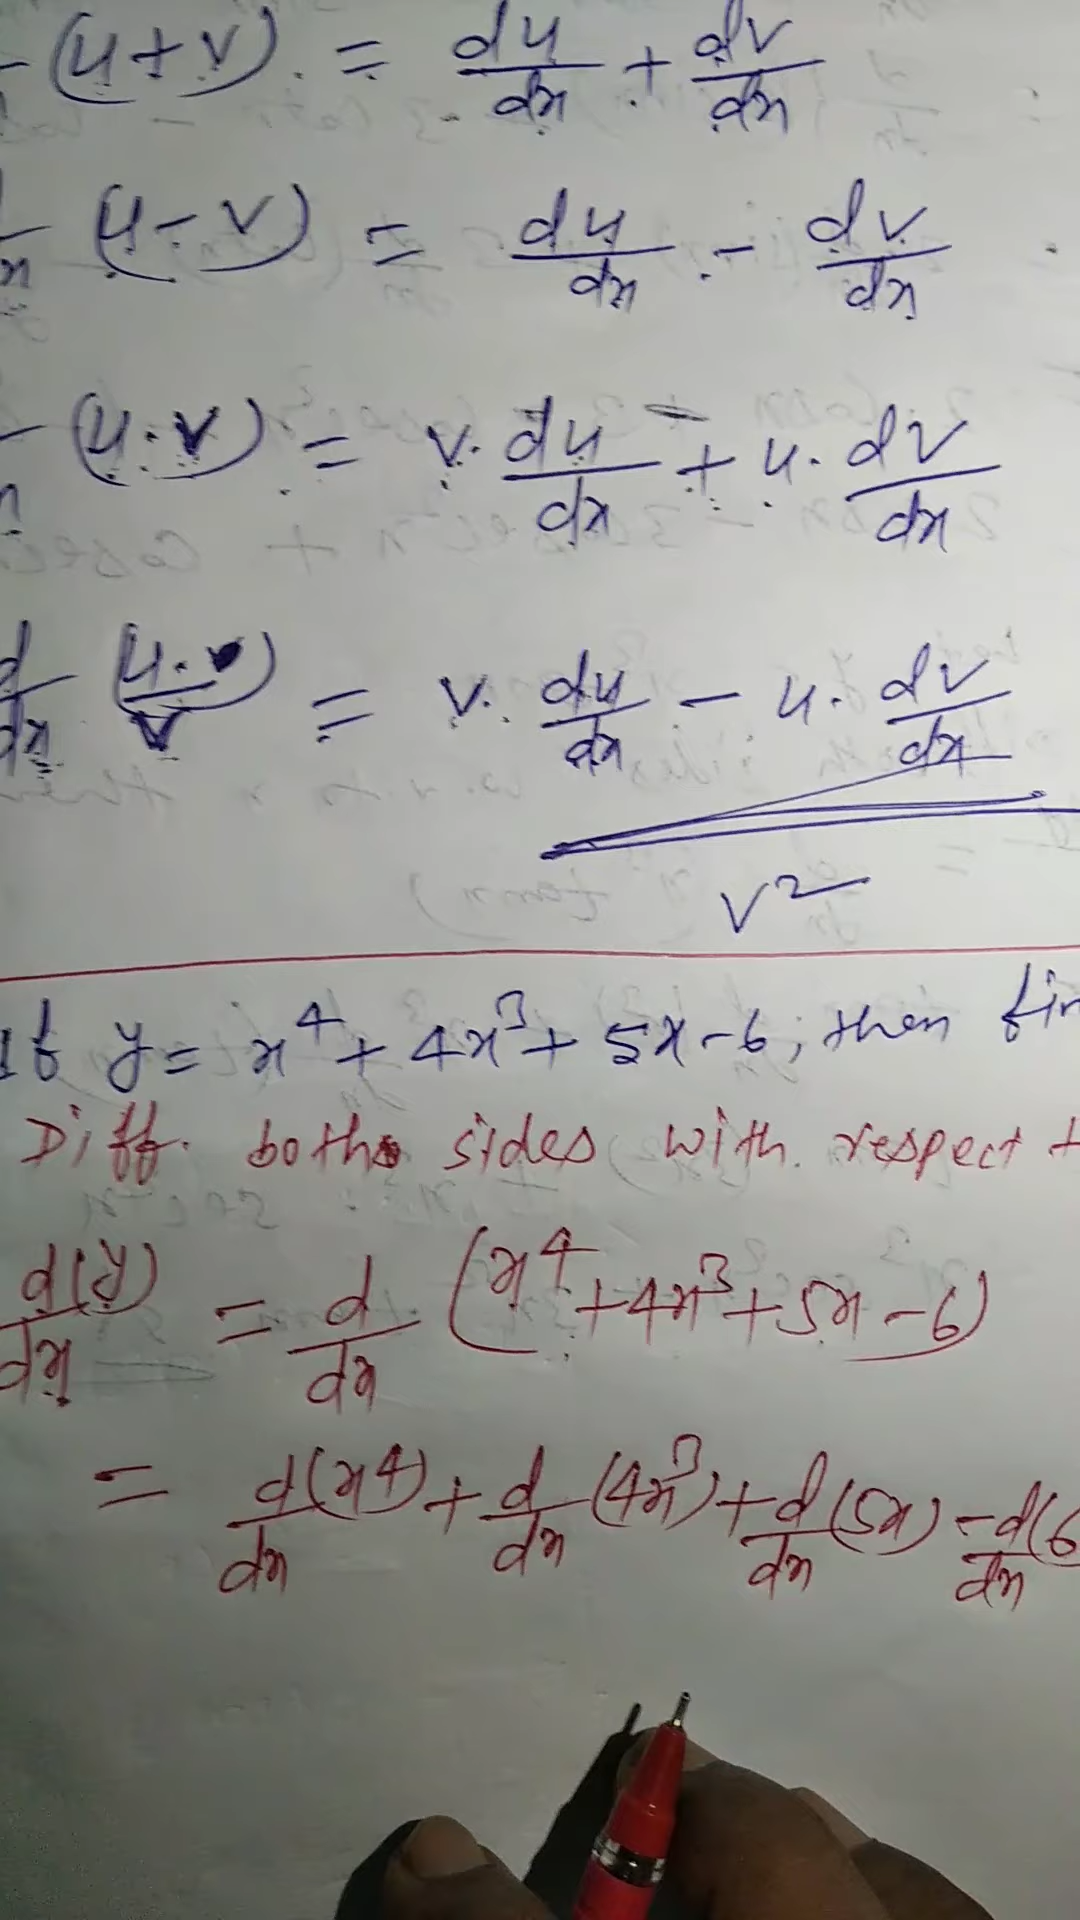 (u+v) = du/dx + dv/dx
(u-v) = du/dx - dv/dx
(u.v) = v. du/dx + u. dv/dx
d/dx (u.v/v) = v. du/dx - u. dv/dx
v²
If y = x⁴ + 4x³ + 5x - 6, then fin
Diff. both sides with respect t
d(y)/dx = d/dx (x⁴ + 4x³ + 5x - 6)
= d(x⁴)/dx + d/dx (4x³) + d/dx (5x) - d/dx (6